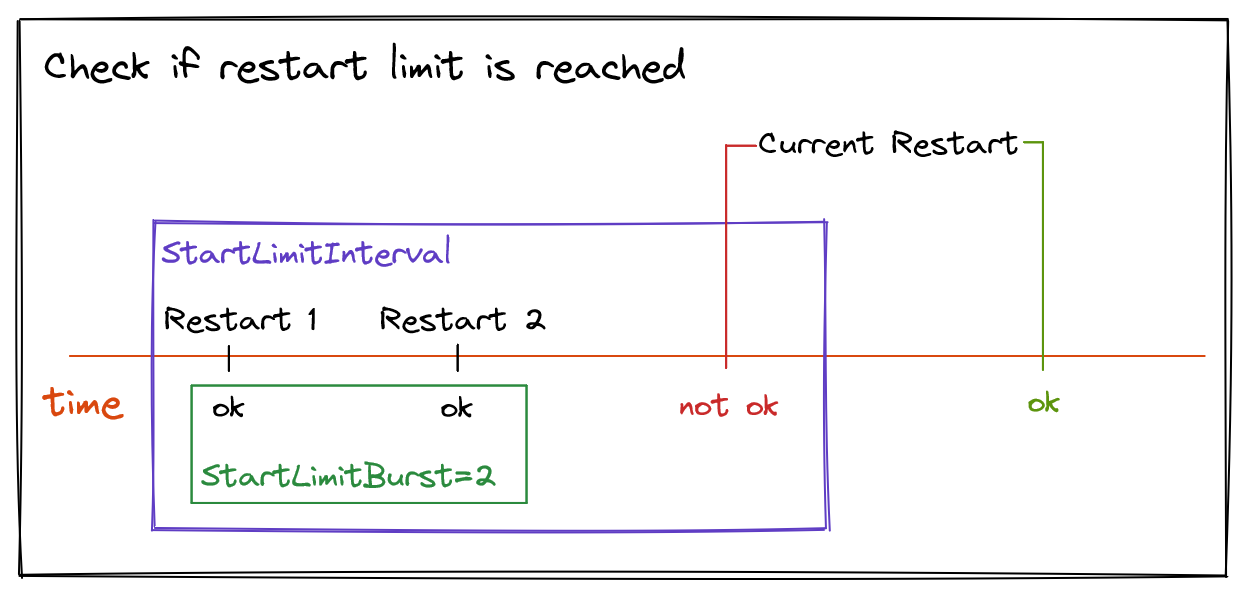 Check if restart limit is reached
Current Restart
StartLimitInterval
Restart 1
Restart 2
time
ok
ok
not ok
ok
StartLimitBurst=2